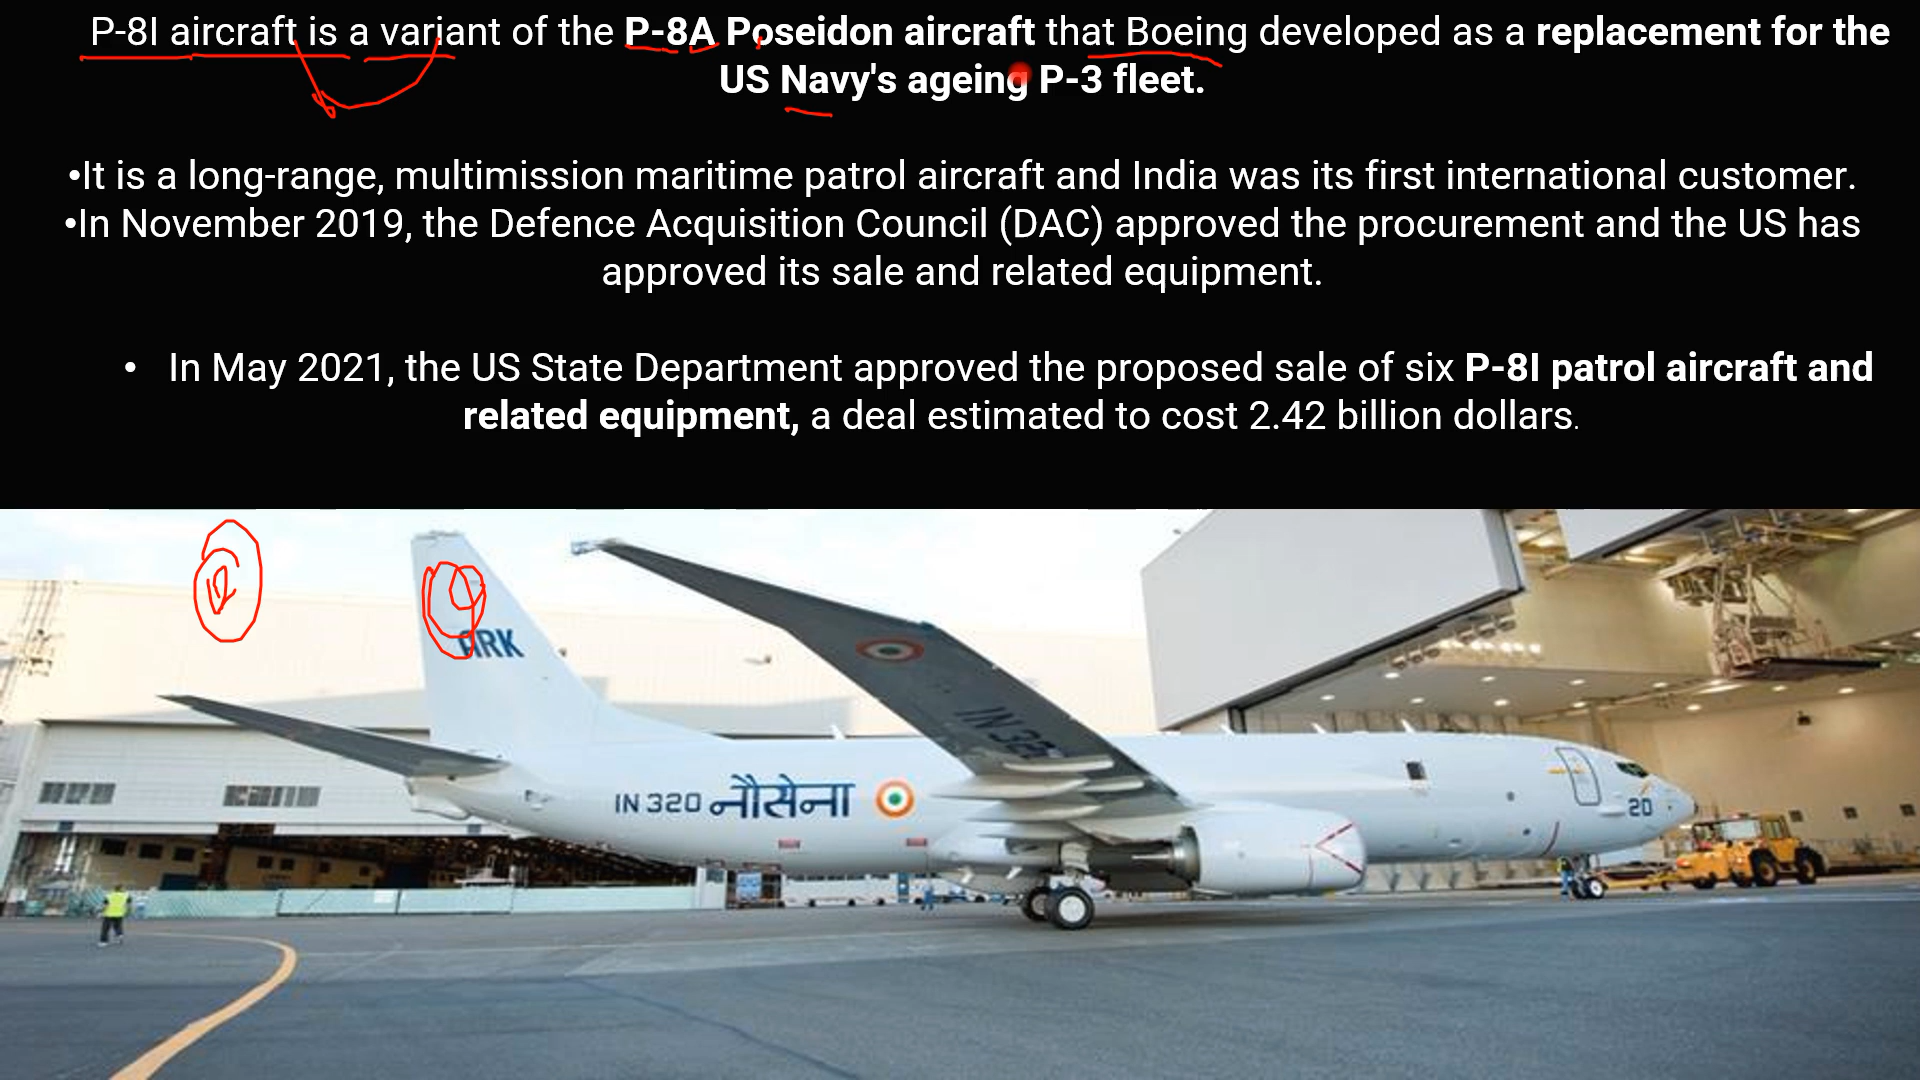 P-8I aircraft is a variant of the P-8A Poseidon aircraft that Boeing developed as a replacement for the
US Navy's ageing P-3 fleet.
•It is a long-range, multimission maritime patrol aircraft and India was its first international customer.
•In November 2019, the Defence Acquisition Council (DAC) approved the procurement and the US has
approved its sale and related equipment.
• In May 2021, the US State Department approved the proposed sale of six P-8I patrol aircraft and
related equipment, a deal estimated to cost 2.42 billion dollars.
ARK
IN 320 नौसेना
20